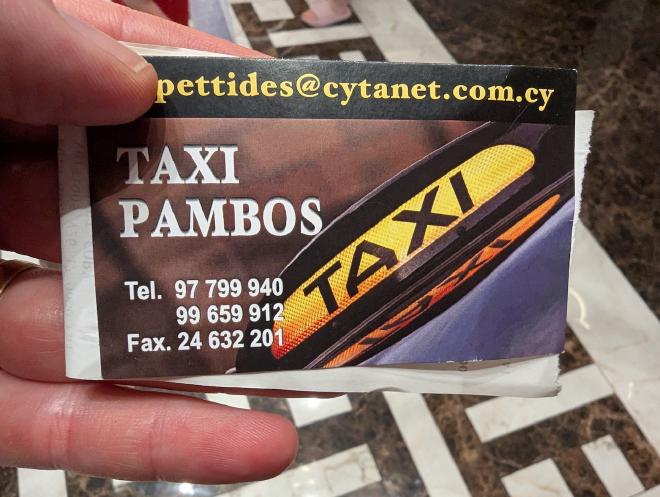 pettides@cytanet.com.cy
TAXI
PAMBOS
TAXI
Tel. 97 799 940
99 659 912
Fax. 24 632 201